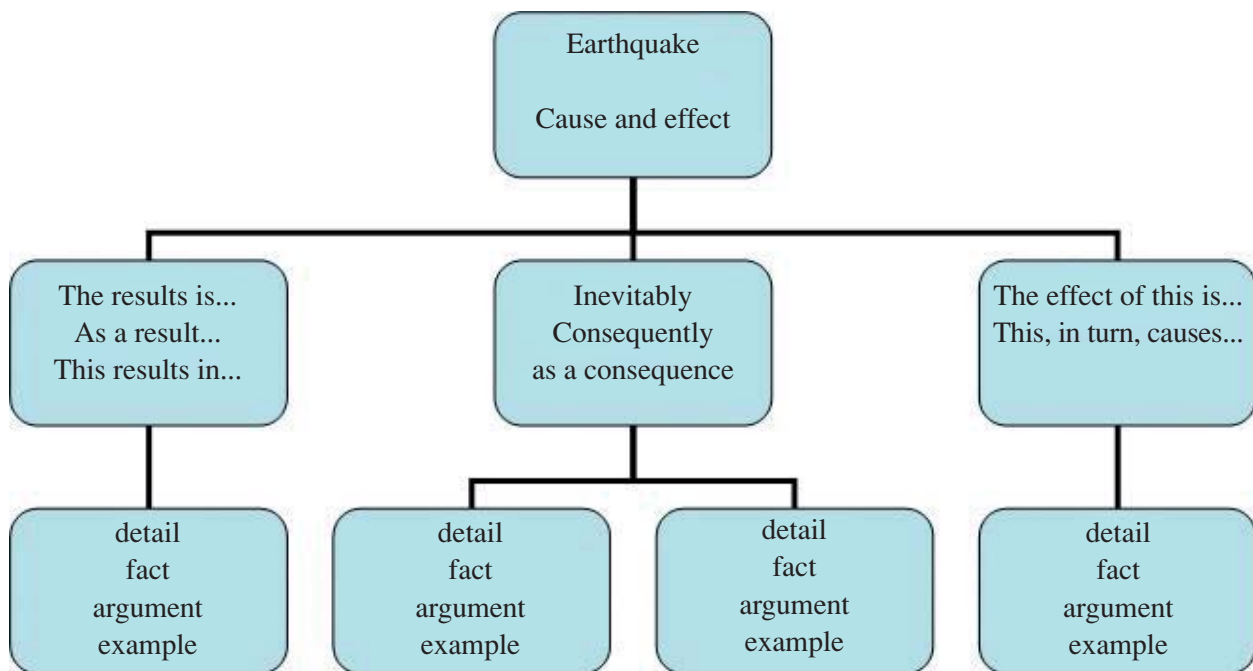 Earthquake
Cause and effect
The results is...
As a result...
This results in...
Inevitably
Consequently
as a consequence
The effect of this is...
This, in turn, causes...
detail
fact
argument
example
detail
fact
argument
example
detail
fact
argument
example
detail
fact
argument
example